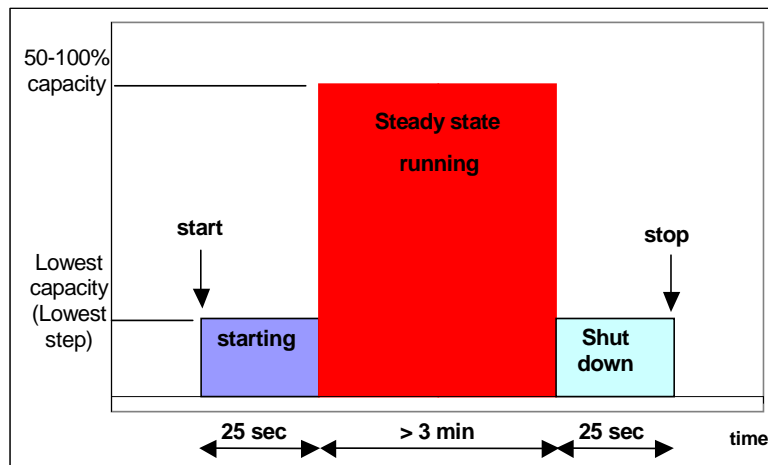 50-100%
capacity
Steady state
running
start
stop
Lowest
capacity
(Lowest
step)
starting
Shut
down
25 sec
> 3 min
25 sec
time